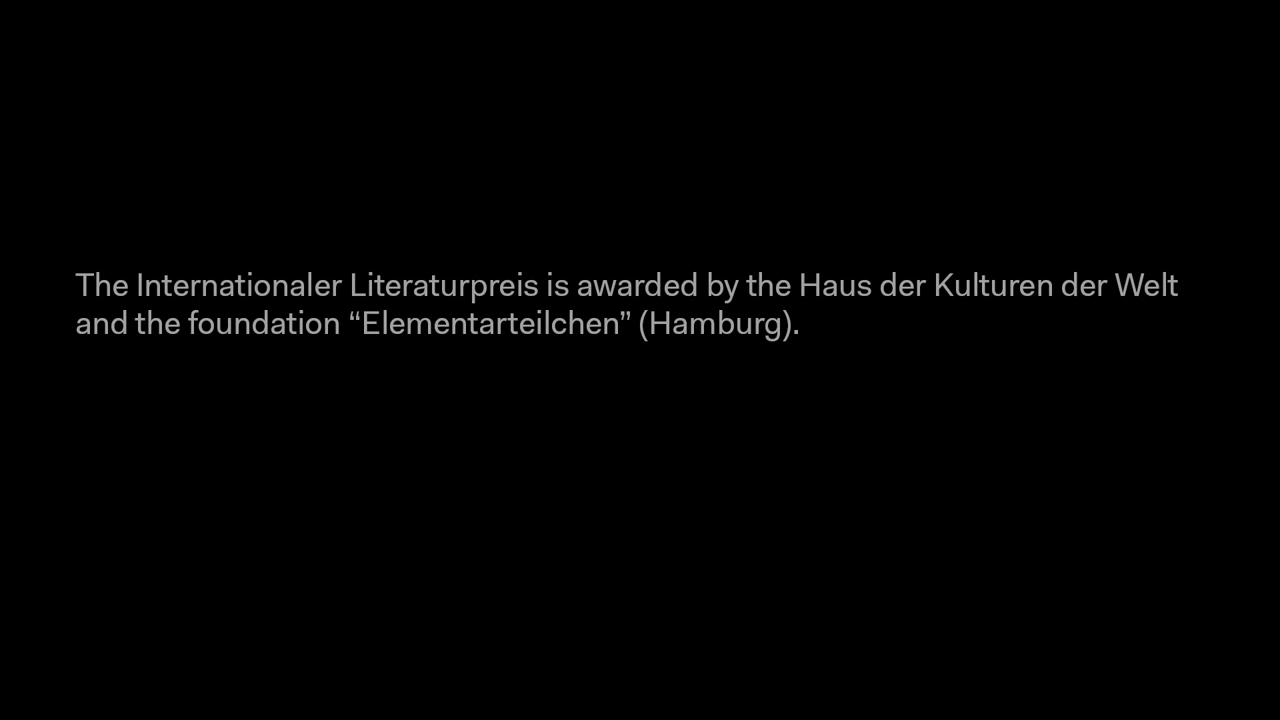 The Internationaler Literaturpreis is awarded by the Haus der Kulturen der Welt
and the foundation “Elementarteilchen” (Hamburg).